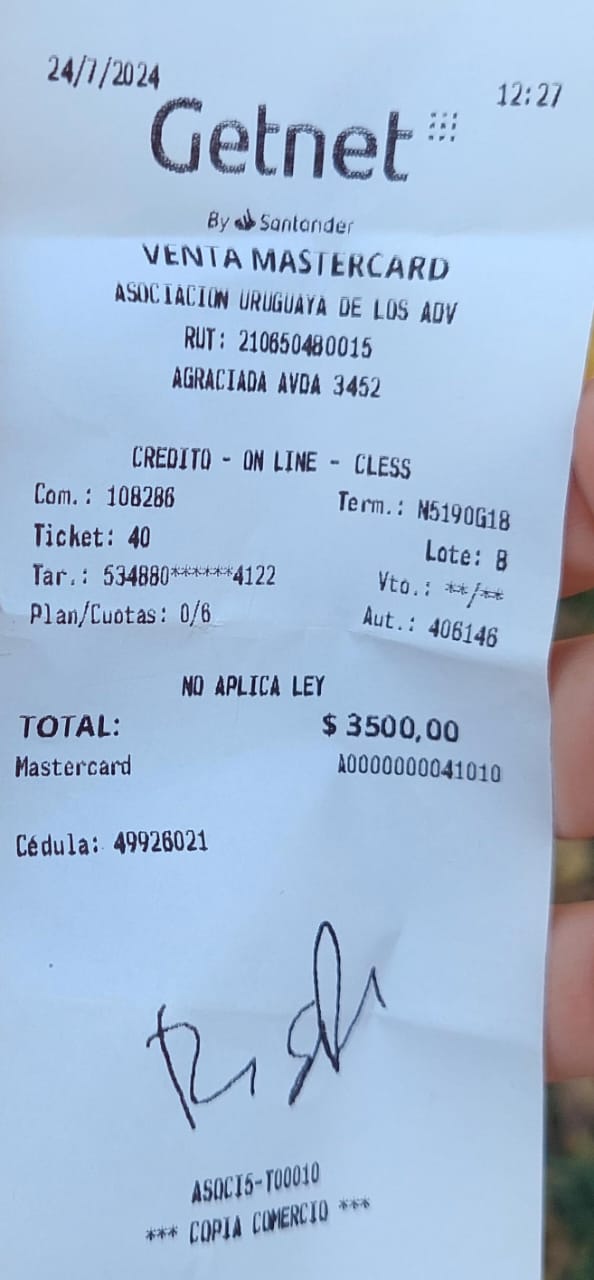 24/7/2024 12:27
Getnet
By Santander
VENTA MASTERCARD
ASOCIACION URUGUAYA DE LOS ADV
RUT: 210650480015
AGRACIADA AVDA 3452
CREDITO - ON LINE - CLESS
Com.: 108286 Term.: N5190G18
Ticket: 40 Lote: 8
Tar.: 534880******4122 Vto.: **/**
Plan/Cuotas: 0/6 Aut.: 406146
NO APLICA LEY
TOTAL: $ 3500,00
Mastercard A0000000041010
Cédula: 49926021
ASOCI5-T00010
*** COPIA COMERCIO ***